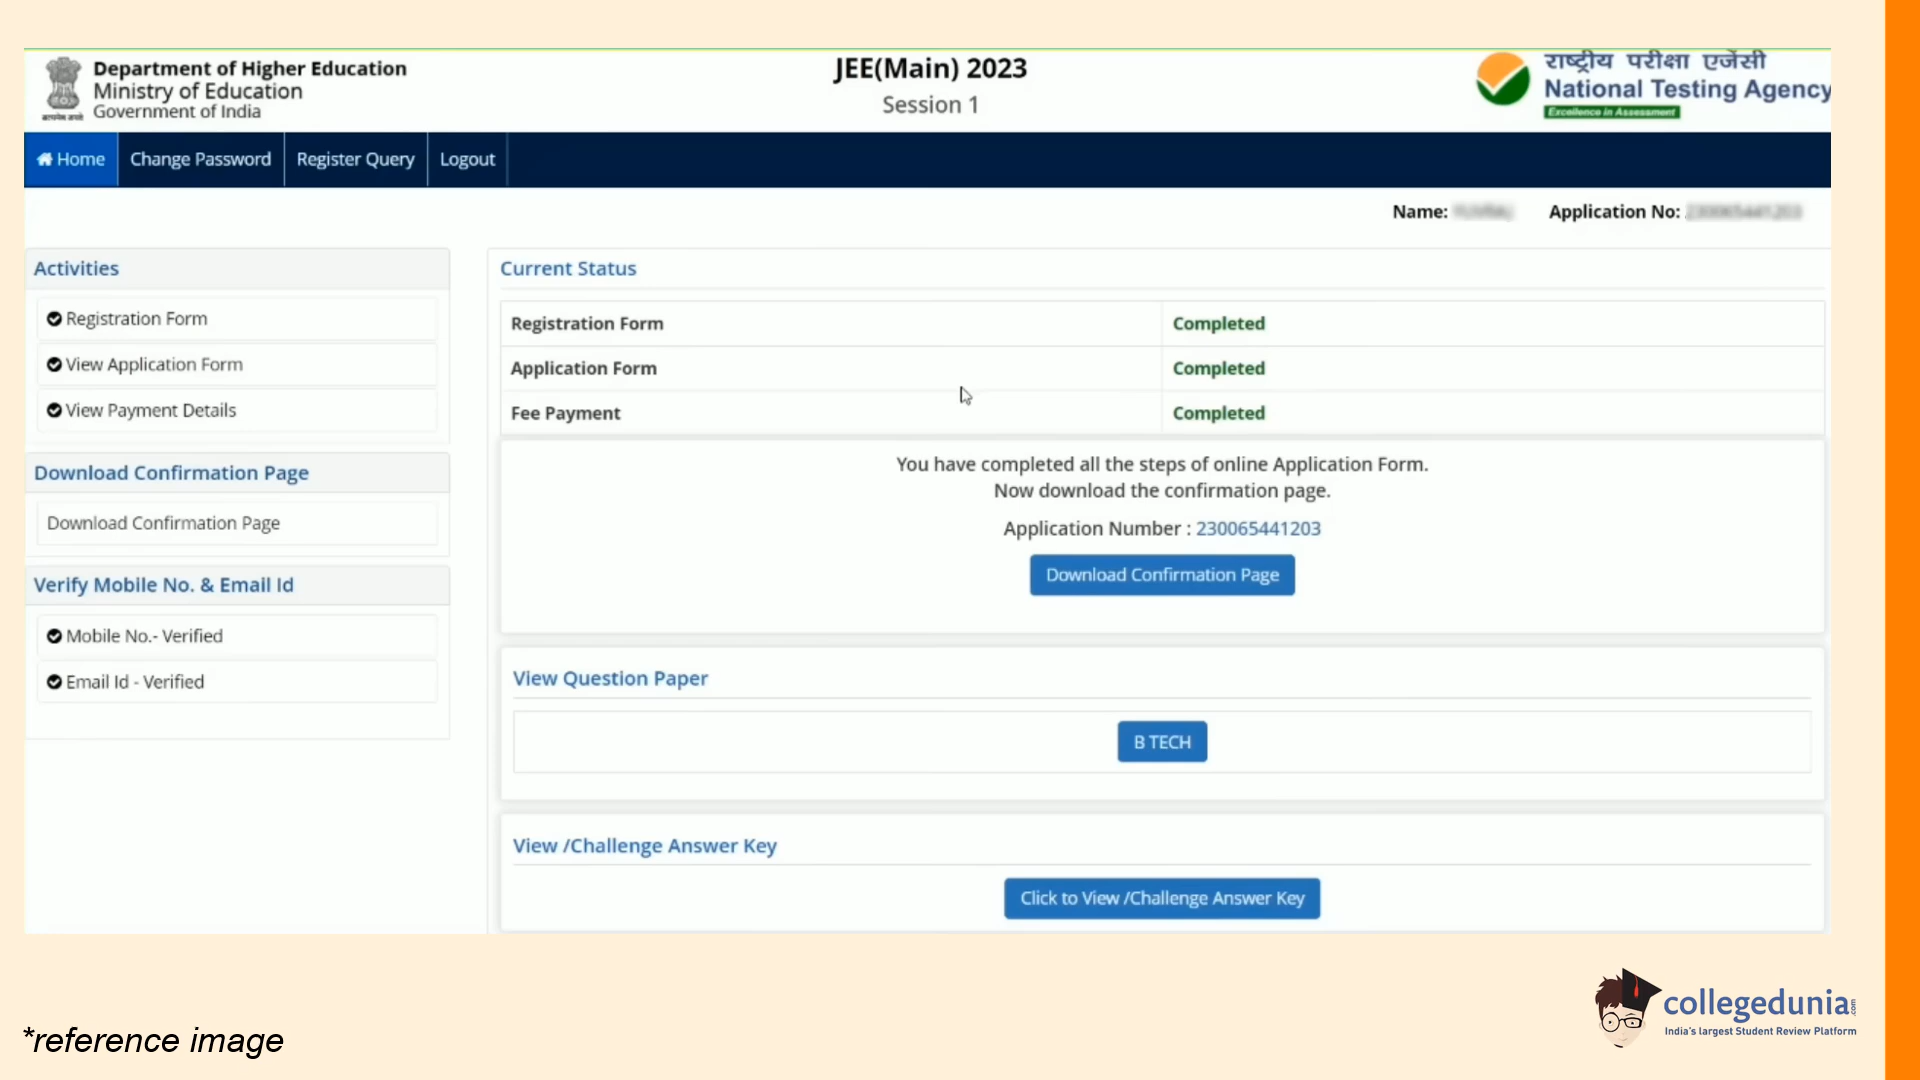 Department of Higher Education
Ministry of Education
Government of India
JEE(Main) 2023
Session 1
राष्ट्रीय परीक्षा एजेंसी
National Testing Agency
Excellence in Assessment
Home
Change Password
Register Query
Logout
Name:
Application No:
Activities
Registration Form
View Application Form
View Payment Details
Download Confirmation Page
Download Confirmation Page
Verify Mobile No. & Email Id
Mobile No.- Verified
Email Id - Verified
Current Status
Registration Form Completed
Application Form Completed
Fee Payment Completed
You have completed all the steps of online Application Form.
Now download the confirmation page.
Application Number : 230065441203
Download Confirmation Page
View Question Paper
B TECH
View /Challenge Answer Key
Click to View /Challenge Answer Key
*reference image
collegedunia.com
India's largest Student Review Platform